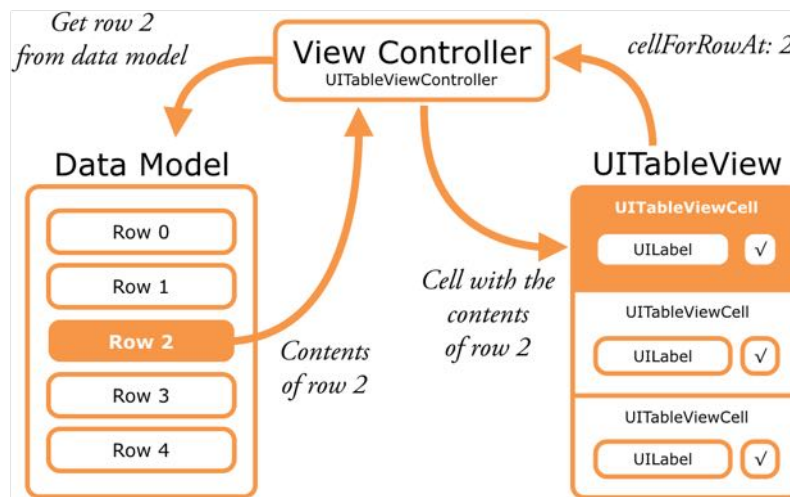 Get row 2
from data model
View Controller
UITableViewController
cellForRowAt: 2
Data Model
Row 0
Row 1
Row 2
Row 3
Row 4
Contents
of row 2
Cell with the
contents
of row 2
UITableView
UITableViewCell
UILabel √
UITableViewCell
UILabel √
UITableViewCell
UILabel √